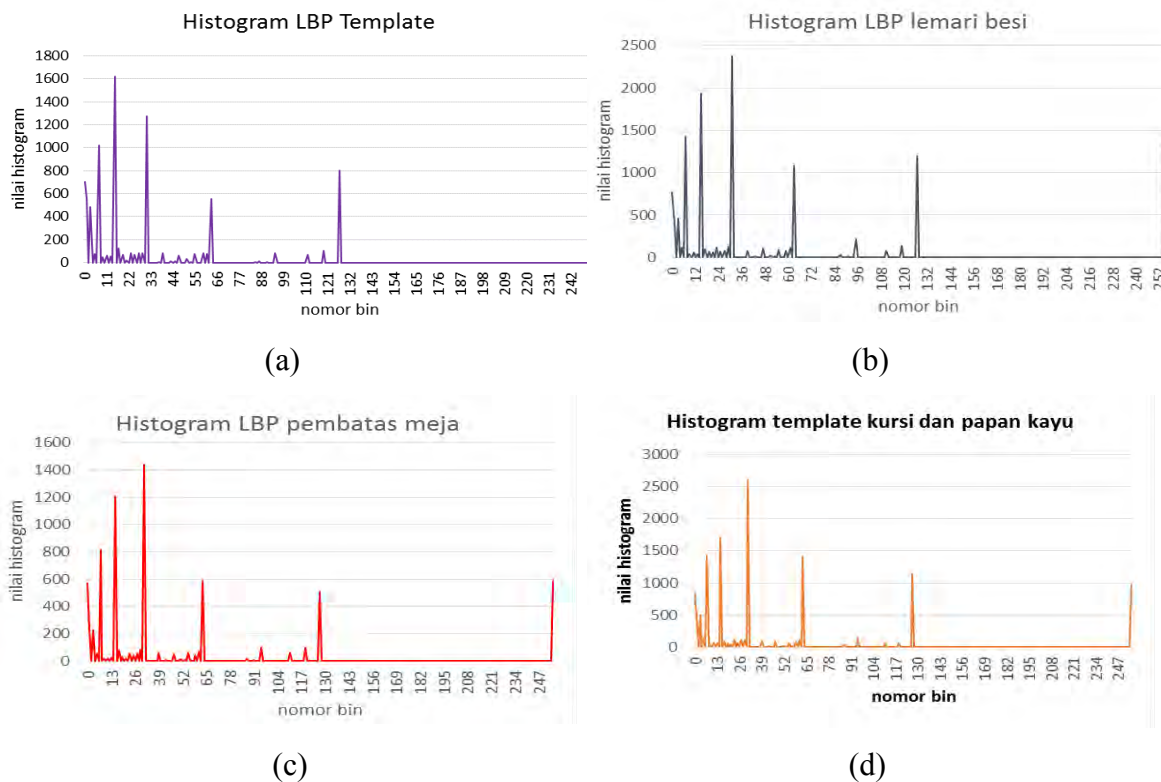 Histogram LBP Template
1800
1600
1400
1200
1000
800
600
400
200
0
nilai histogram
0 11 22 33 44 55 66 77 88 99 110 121 132 143 154 165 176 187 198 209 220 231 242
nomor bin
(a)
Histogram LBP lemari besi
2500
2000
1500
1000
500
0
nilai histogram
0 12 24 36 48 60 72 84 96 108 120 132 144 156 168 180 192 204 216 228 240 252
nomor bin
(b)
Histogram LBP pembatas meja
1600
1400
1200
1000
800
600
400
200
0
nilai histogram
0 13 26 39 52 65 78 91 104 117 130 143 156 169 182 195 208 221 234 247
nomor bin
(c)
Histogram template kursi dan papan kayu
3000
2500
2000
1500
1000
500
0
nilai histogram
0 13 26 39 52 65 78 91 104 117 130 143 156 169 182 195 208 221 234 247
nomor bin
(d)